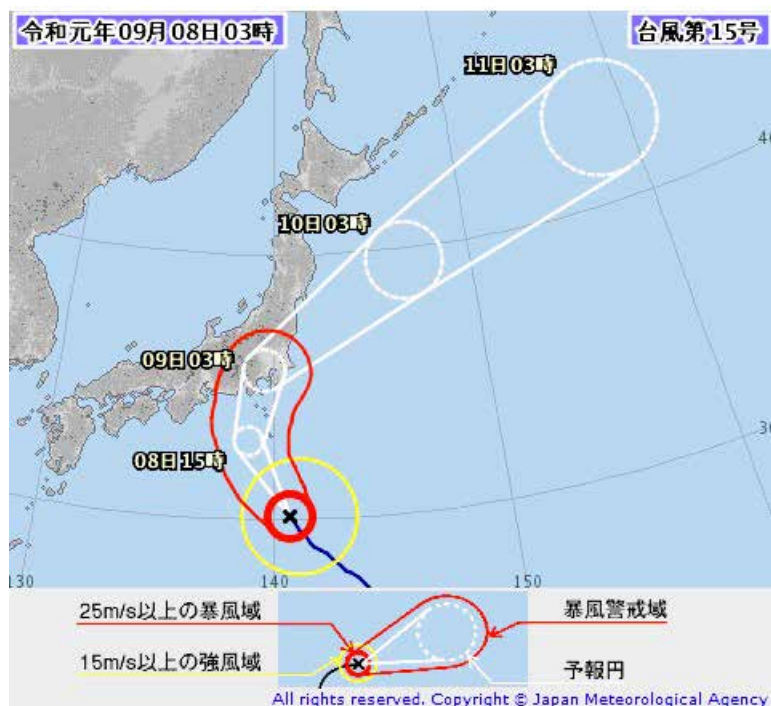 令和元年09月08日03時
台風第15号
11日03時
40
10日03時
09日03時
30
08日15時
130
140
150
25m/s以上の暴風域
暴風警戒域
15m/s以上の強風域
予報円
All rights reserved. Copyright © Japan Meteorological Agency